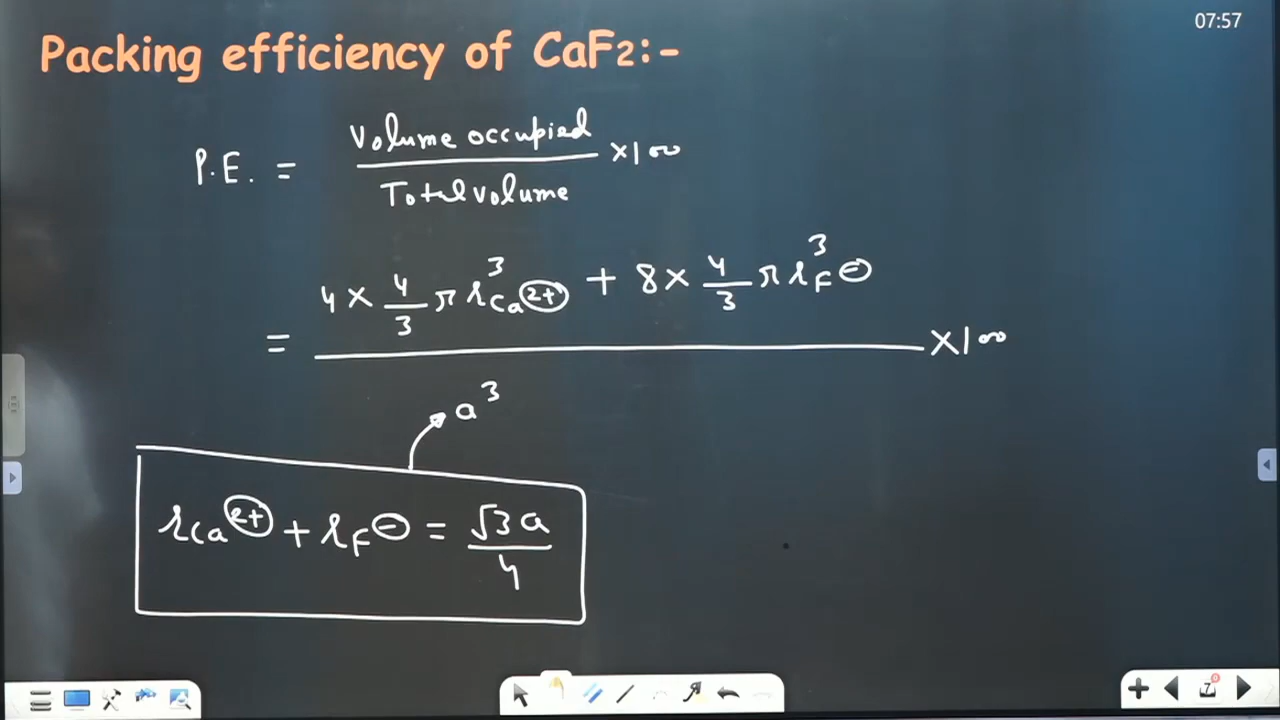 07:57
Packing efficiency of CaF2:-
P.E. = Volume occupied / Total volume × 100
= (4 × 4/3 π r³Ca²⁺ + 8 × 4/3 π r³F⊖) / a³ × 100
rCa²⁺ + rF⊖ = √3 a / 4